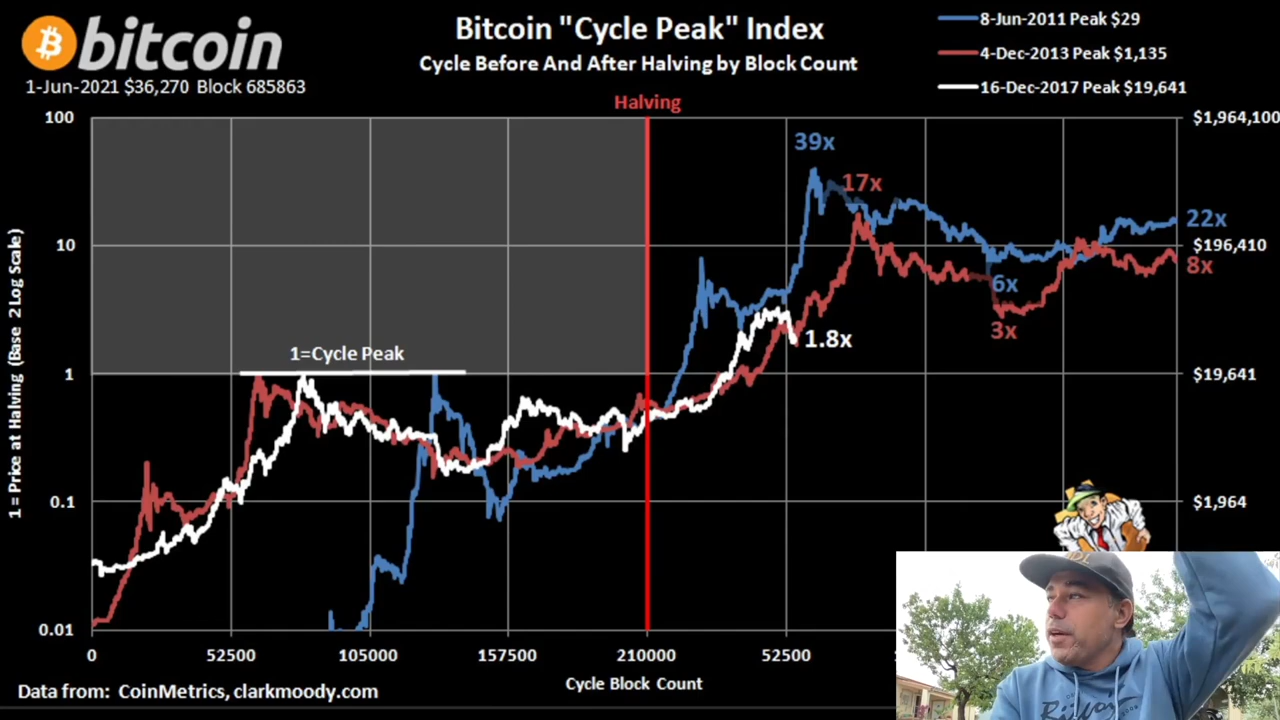 bitcoin
1-Jun-2021 $36,270 Block 685863
Bitcoin "Cycle Peak" Index
Cycle Before And After Halving by Block Count
8-Jun-2011 Peak $29
4-Dec-2013 Peak $1,135
16-Dec-2017 Peak $19,641
Halving
100
10
1
0.1
0.01
1 = Price at Halving (Base 2 Log Scale)
1=Cycle Peak
39x
17x
22x
8x
6x
3x
1.8x
$1,964,100
$196,410
$19,641
$1,964
0
52500
105000
157500
210000
52500
Cycle Block Count
Data from: CoinMetrics, clarkmoody.com